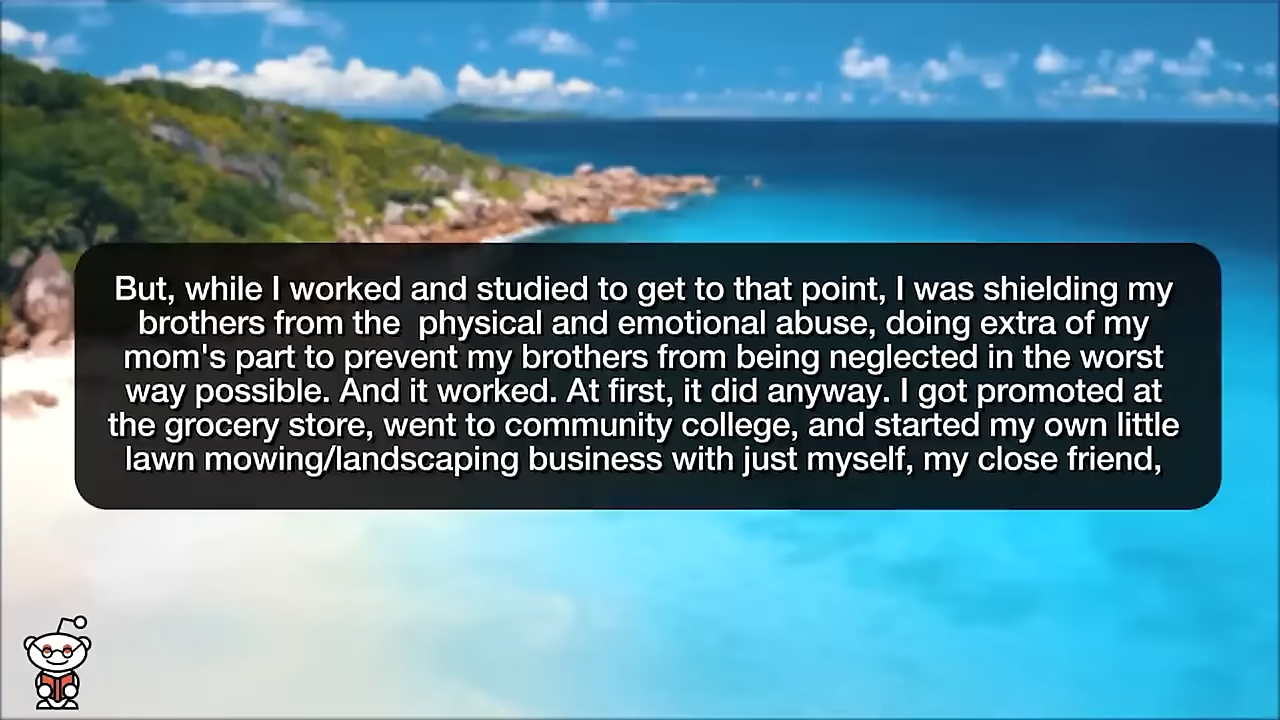 But, while I worked and studied to get to that point, I was shielding my
brothers from the  physical and emotional abuse, doing extra of my
mom's part to prevent my brothers from being neglected in the worst
way possible. And it worked. At first, it did anyway. I got promoted at
the grocery store, went to community college, and started my own little
lawn mowing/landscaping business with just myself, my close friend,